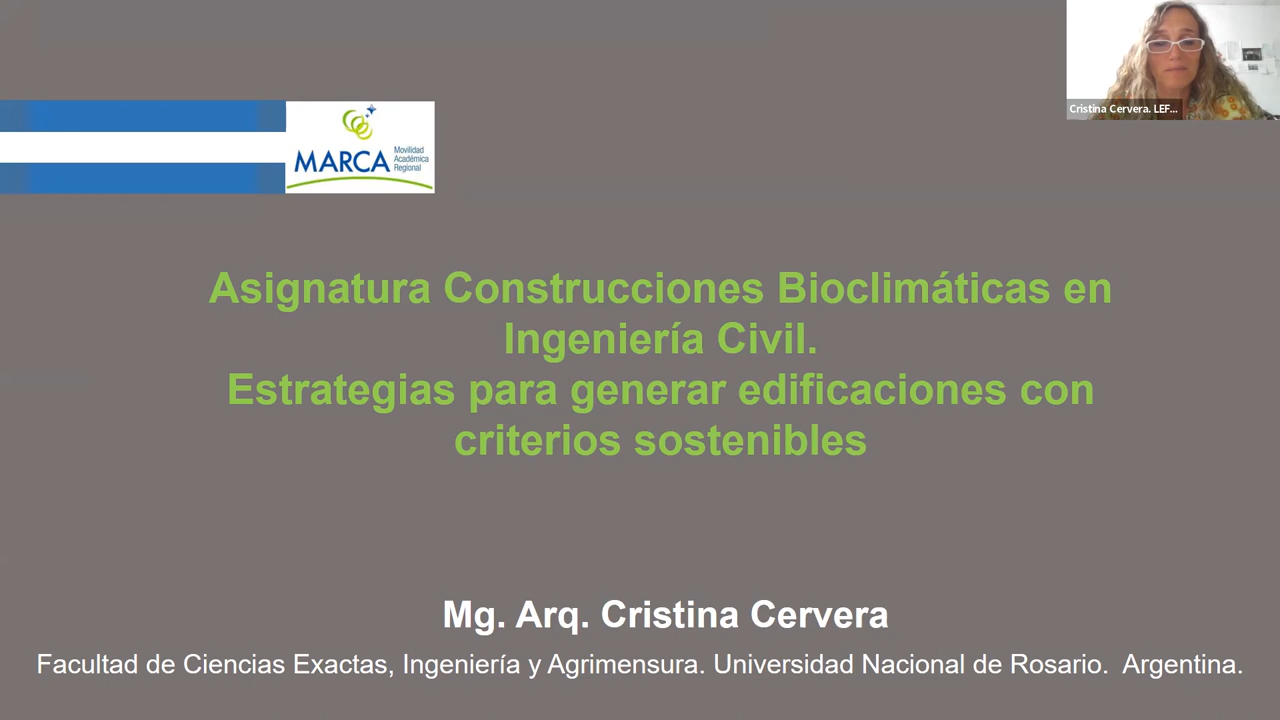 Cristina Cervera. LEF...
MARCA
Movilidad
Académica
Regional
Asignatura Construcciones Bioclimáticas en
Ingeniería Civil.
Estrategias para generar edificaciones con
criterios sostenibles
Mg. Arq. Cristina Cervera
Facultad de Ciencias Exactas, Ingeniería y Agrimensura. Universidad Nacional de Rosario. Argentina.